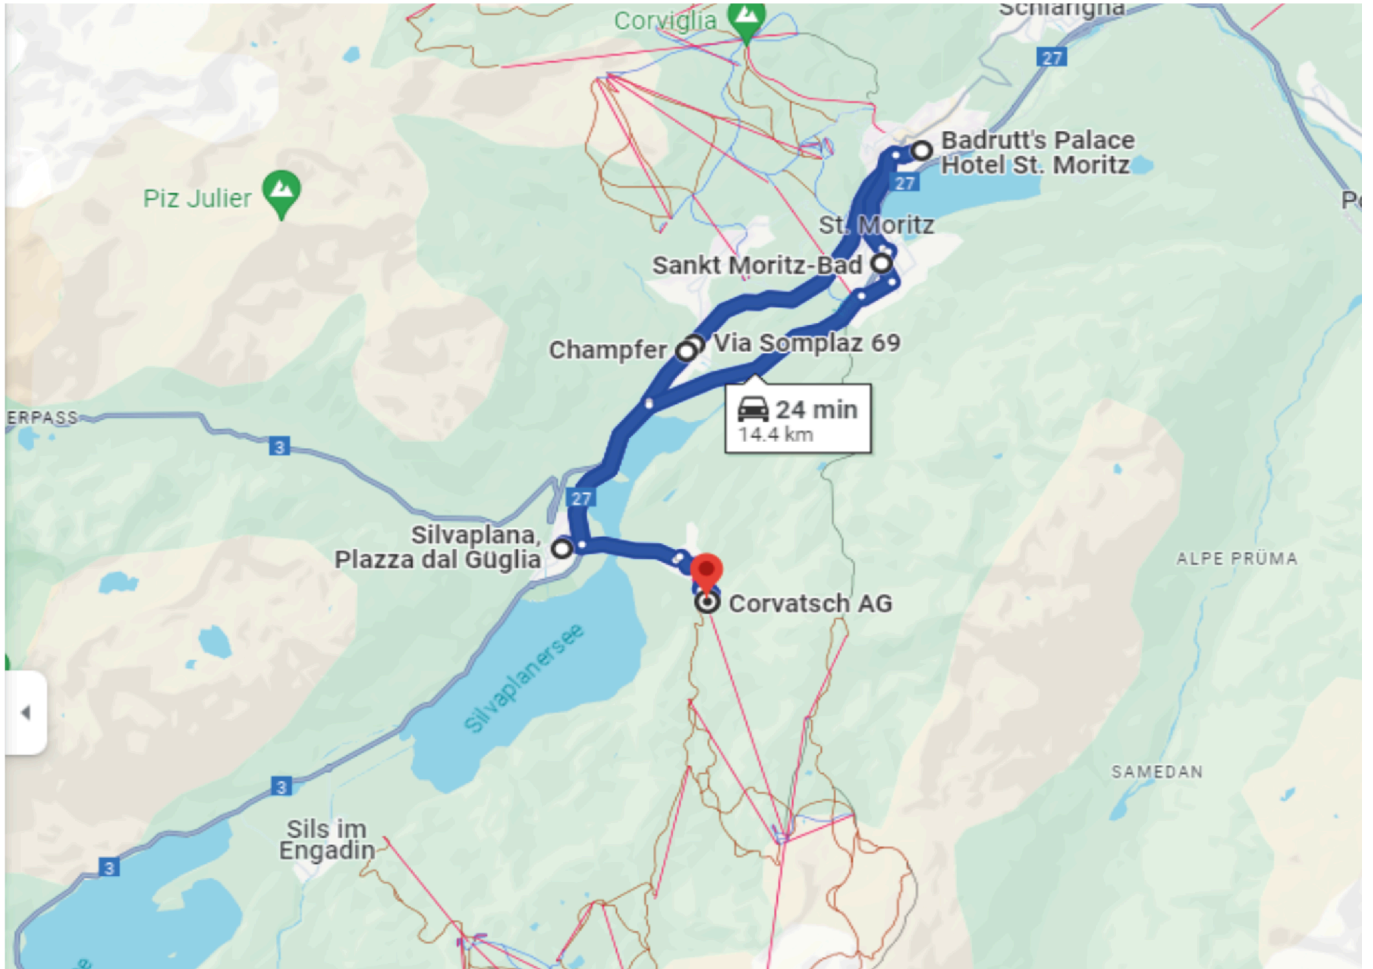 Corviglia
Schlarigna
27
Badrutt's Palace
Hotel St. Moritz
27
Piz Julier
St. Moritz
Sankt Moritz-Bad
Via Somplaz 69
Champfer
24 min
14.4 km
ERPASS
3
27
Silvaplana,
Plazza dal Güglia
ALPE PRÜMA
Corvatsch AG
Silvaplanersee
SAMEDAN
3
Sils im
Engadin
3